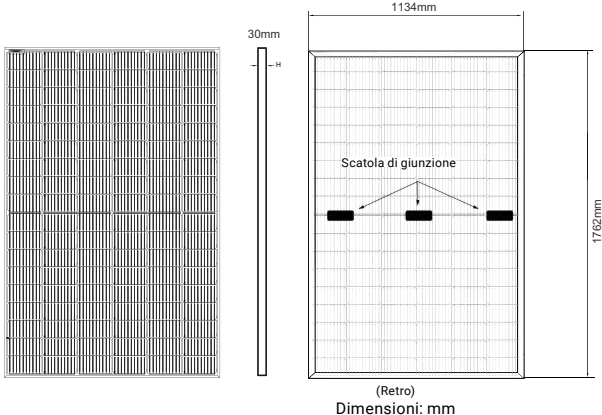 1134mm
30mm
H
Scatola di giunzione
1762mm
(Retro)
Dimensioni: mm